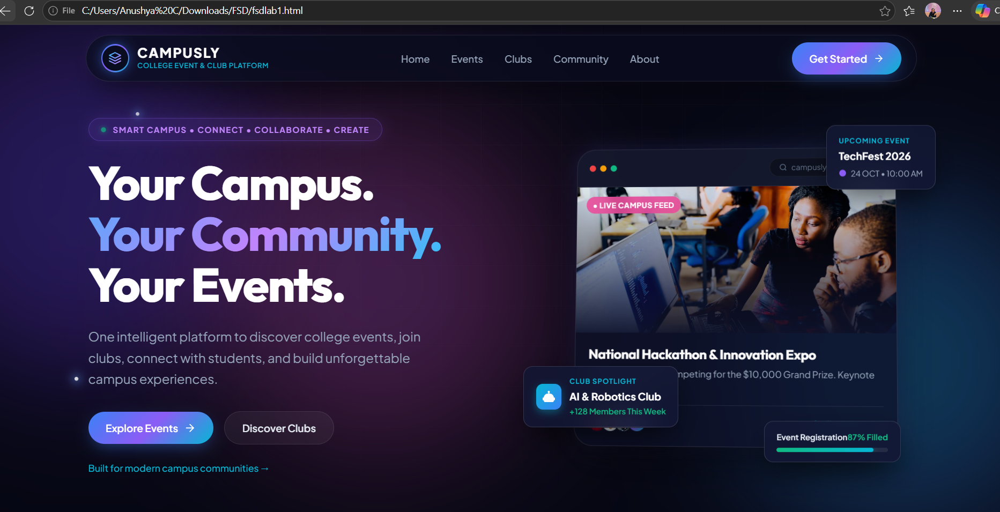 File C:/Users/Anushya%20C/Downloads/FSD/fsdlab1.html
CAMPUSLY
COLLEGE EVENT & CLUB PLATFORM
Home Events Clubs Community About
Get Started →
SMART CAMPUS • CONNECT • COLLABORATE • CREATE
Your Campus.
Your Community.
Your Events.
One intelligent platform to discover college events, join
clubs, connect with students, and build unforgettable
campus experiences.
Explore Events →
Discover Clubs
Built for modern campus communities →
campusly
UPCOMING EVENT
TechFest 2026
24 OCT • 10:00 AM
• LIVE CAMPUS FEED
National Hackathon & Innovation Expo
for the $10,000 Grand Prize. Keynote
CLUB SPOTLIGHT
AI & Robotics Club
+128 Members This Week
Event Registration 87% Filled